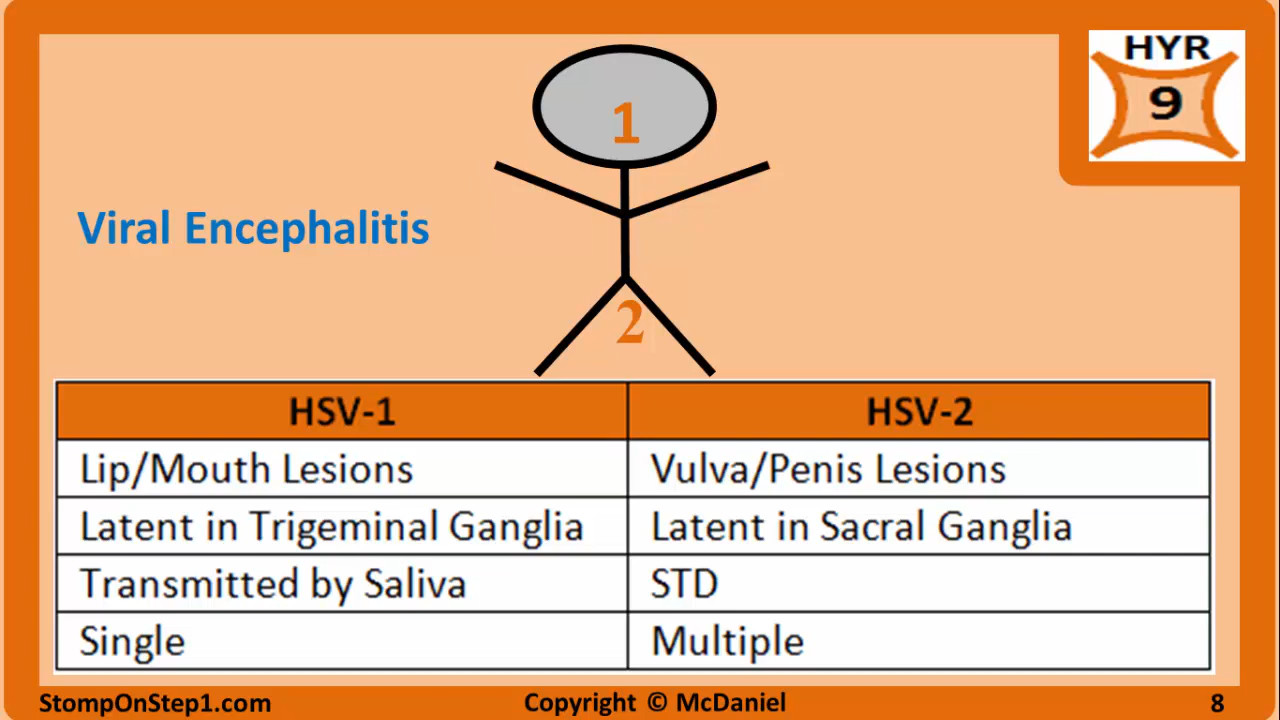 HYR
9
1
Viral Encephalitis
2
HSV-1 HSV-2
Lip/Mouth Lesions Vulva/Penis Lesions
Latent in Trigeminal Ganglia Latent in Sacral Ganglia
Transmitted by Saliva STD
Single Multiple
StompOnStep1.com Copyright © McDaniel 8